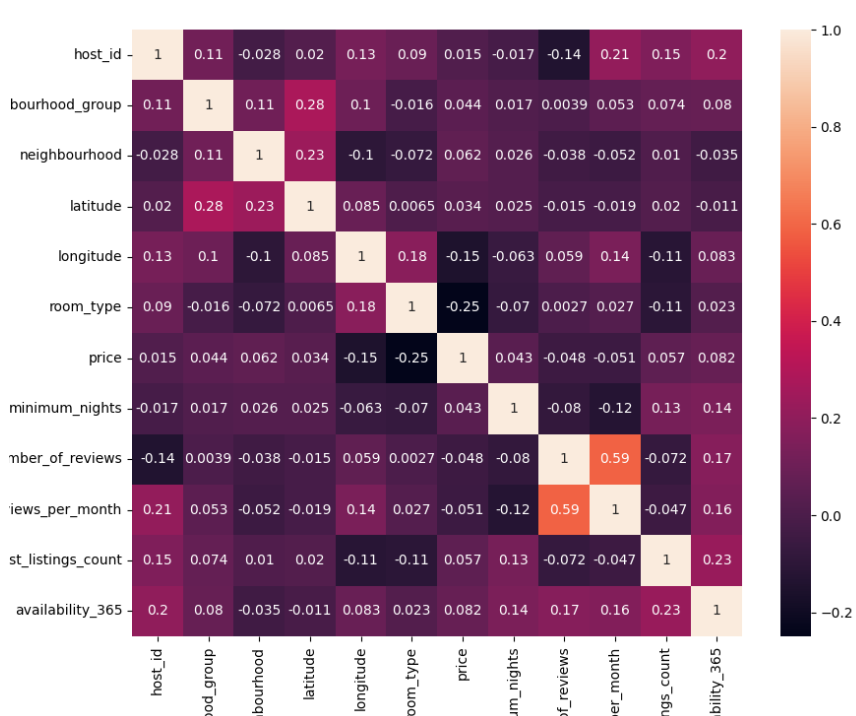 host_id 1 0.11 -0.028 0.02 0.13 0.09 0.015 -0.017 -0.14 0.21 0.15 0.2
bourhood_group 0.11 1 0.11 0.28 0.1 -0.016 0.044 0.017 0.0039 0.053 0.074 0.08
neighbourhood -0.028 0.11 1 0.23 -0.1 -0.072 0.062 0.026 -0.038 -0.052 0.01 -0.035
latitude 0.02 0.28 0.23 1 0.085 0.0065 0.034 0.025 -0.015 -0.019 0.02 -0.011
longitude 0.13 0.1 -0.1 0.085 1 0.18 -0.15 -0.063 0.059 0.14 -0.11 0.083
room_type 0.09 -0.016 -0.072 0.0065 0.18 1 -0.25 -0.07 0.0027 0.027 -0.11 0.023
price 0.015 0.044 0.062 0.034 -0.15 -0.25 1 0.043 -0.048 -0.051 0.057 0.082
minimum_nights -0.017 0.017 0.026 0.025 -0.063 -0.07 0.043 1 -0.08 -0.12 0.13 0.14
mber_of_reviews -0.14 0.0039 -0.038 -0.015 0.059 0.0027 -0.048 -0.08 1 0.59 -0.072 0.17
iews_per_month 0.21 0.053 -0.052 -0.019 0.14 0.027 -0.051 -0.12 0.59 1 -0.047 0.16
st_listings_count 0.15 0.074 0.01 0.02 -0.11 -0.11 0.057 0.13 -0.072 -0.047 1 0.23
availability_365 0.2 0.08 -0.035 -0.011 0.083 0.023 0.082 0.14 0.17 0.16 0.23 1
host_id
ood_group
bourhood
latitude
longitude
oom_type
price
um_nights
of_reviews
per_month
ngs_count
ability_365
1.0
0.8
0.6
0.4
0.2
0.0
−0.2